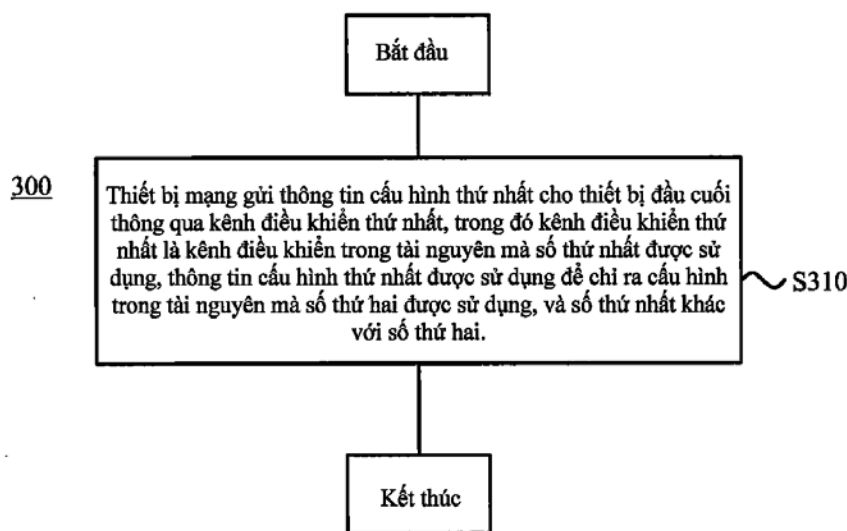 Bắt đầu
300
Thiết bị mạng gửi thông tin cấu hình thứ nhất cho thiết bị đầu cuối
thông qua kênh điều khiển thứ nhất, trong đó kênh điều khiển thứ
nhất là kênh điều khiển trong tài nguyên mà số thứ nhất được sử
dụng, thông tin cấu hình thứ nhất được sử dụng để chỉ ra cấu hình
trong tài nguyên mà số thứ hai được sử dụng, và số thứ nhất khác
với số thứ hai.
S310
Kết thúc